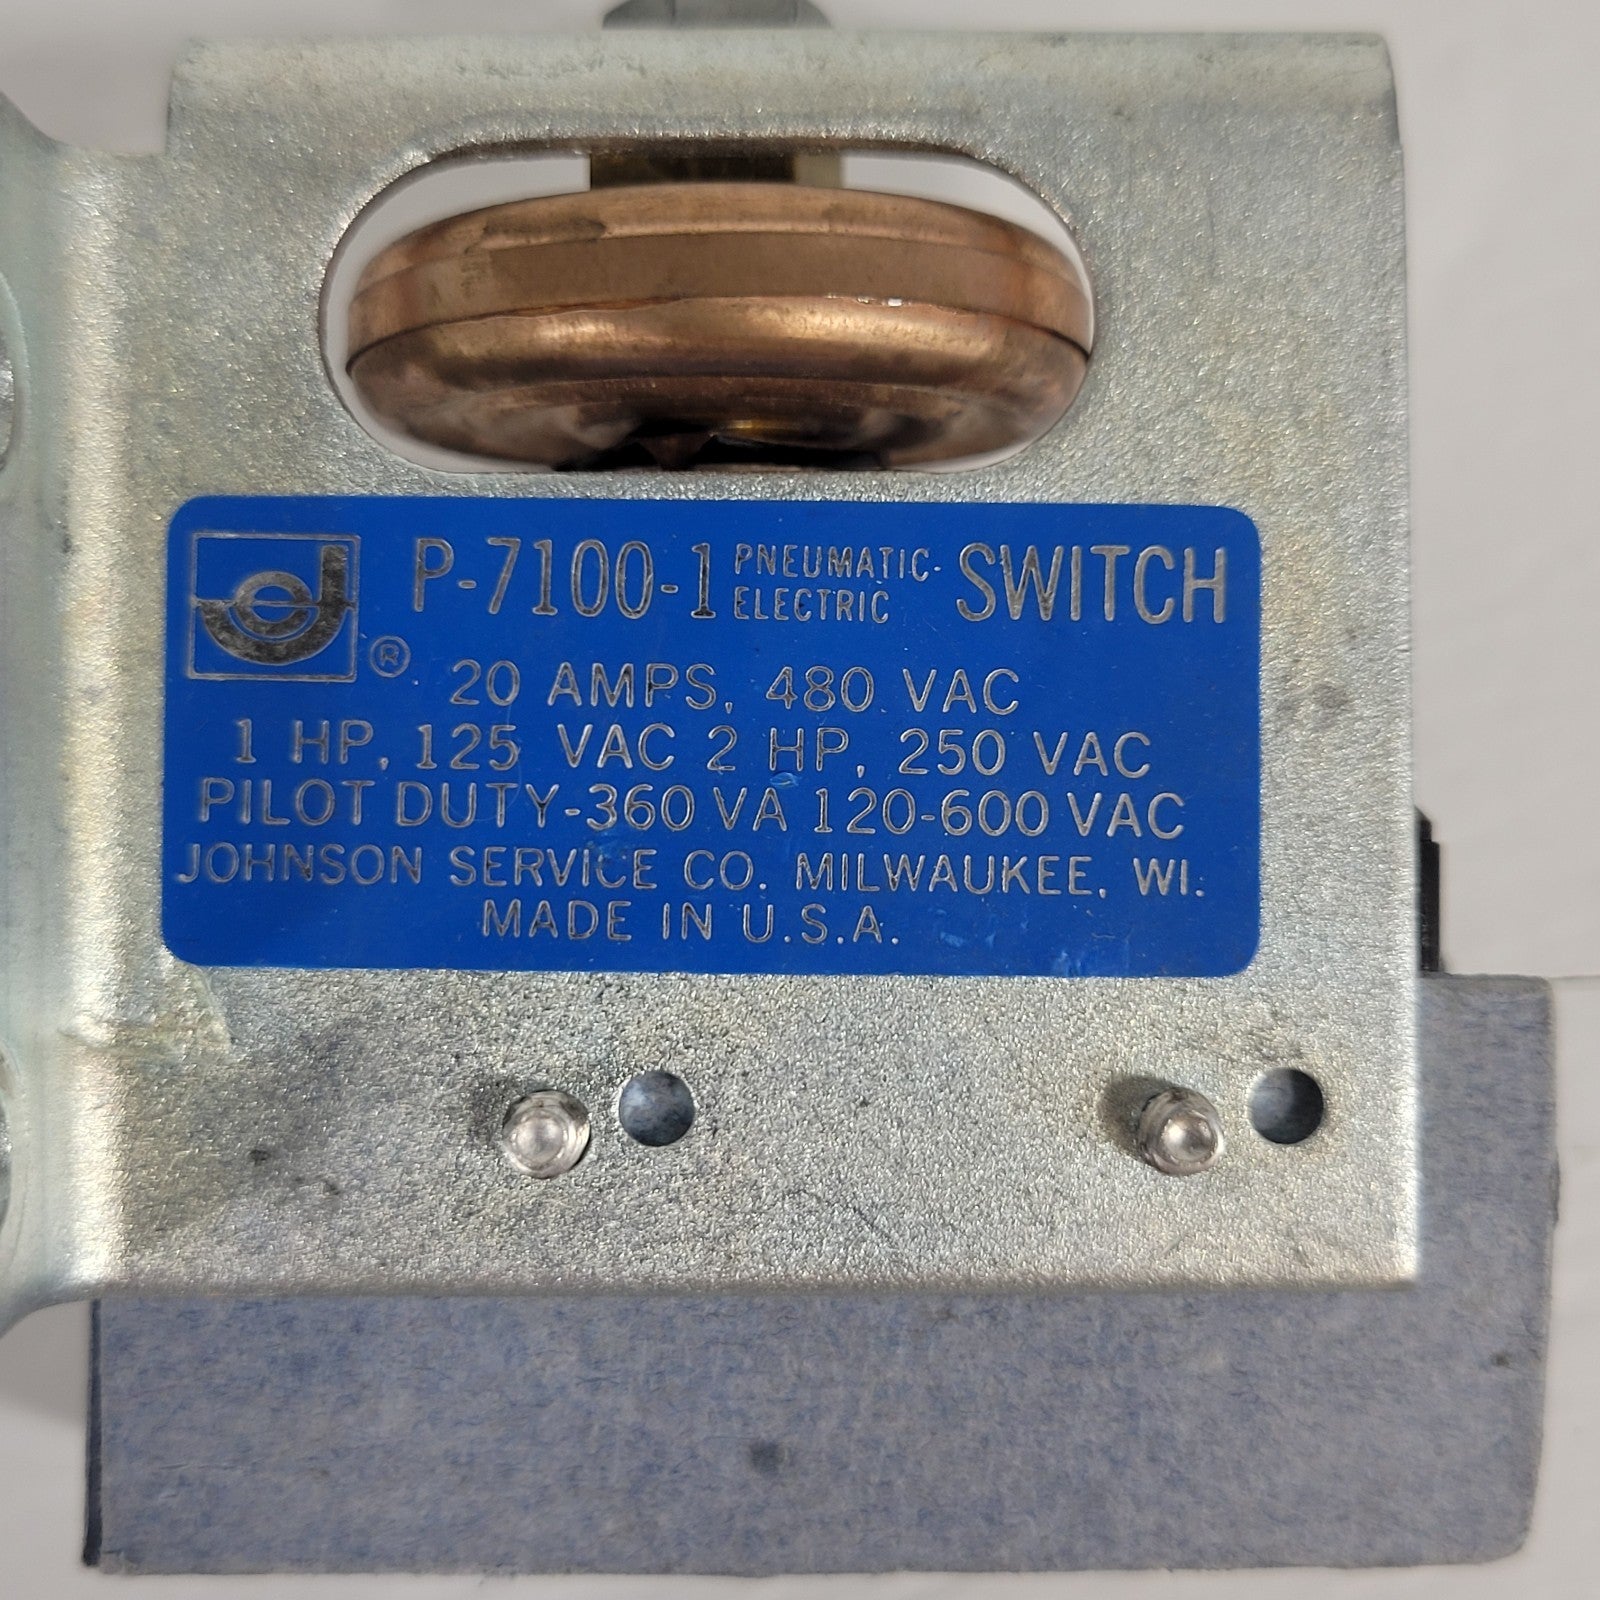 P-7100-1 PNEUMATIC-ELECTRIC SWITCH
®
20 AMPS, 480 VAC
1 HP, 125 VAC 2 HP, 250 VAC
PILOT DUTY-360 VA 120-600 VAC
JOHNSON SERVICE CO. MILWAUKEE, WI.
MADE IN U.S.A.